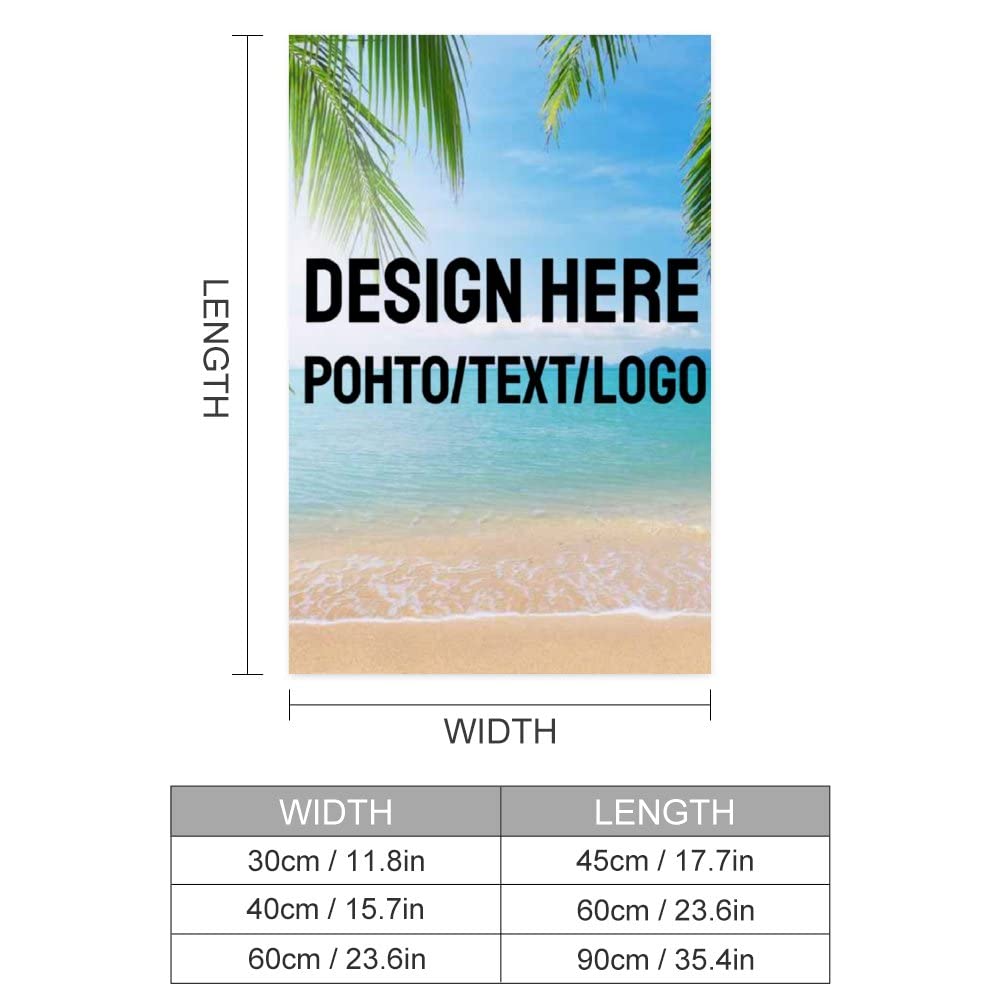 LENGTH
DESIGN HERE
POHTO/TEXT/LOGO
WIDTH
WIDTH LENGTH
30cm / 11.8in 45cm / 17.7in
40cm / 15.7in 60cm / 23.6in
60cm / 23.6in 90cm / 35.4in